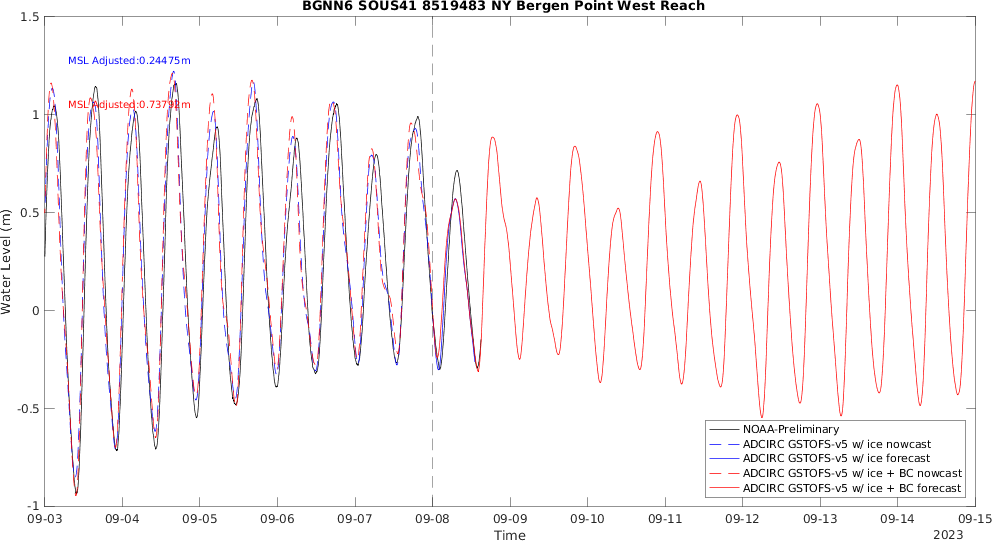 BGNN6 SOUS41 8519483 NY Bergen Point West Reach
MSL Adjusted:0.24475m
MSL Adjusted:0.73792m
Water Level (m)
1.5
1
0.5
0
-0.5
-1
NOAA-Preliminary
ADCIRC GSTOFS-v5 w/ ice nowcast
ADCIRC GSTOFS-v5 w/ ice forecast
ADCIRC GSTOFS-v5 w/ ice + BC nowcast
ADCIRC GSTOFS-v5 w/ ice + BC forecast
09-03 09-04 09-05 09-06 09-07 09-08 09-09 09-10 09-11 09-12 09-13 09-14 09-15
Time
2023